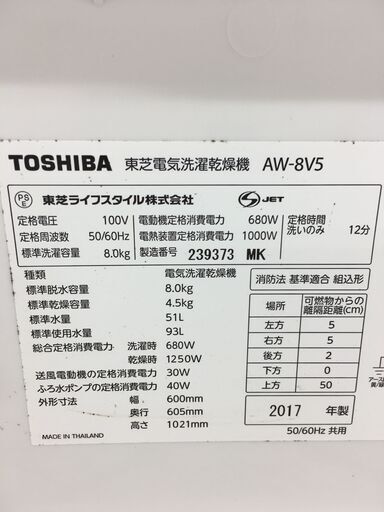 TOSHIBA 東芝電気洗濯乾燥機 AW-8V5
PS E 東芝ライフスタイル株式会社 S JET
定格電圧 100V 電動機定格消費電力 680W 定格時間
定格周波数 50/60Hz 電熱装置定格消費電力 1000W 洗いのみ 12分
標準洗濯容量 8.0kg 製造番号 239373 MK
種類 電気洗濯乾燥機
標準脱水容量 8.0kg
標準乾燥容量 4.5kg
標準水量 51L
標準使用水量 93L
総合定格消費電力 洗濯時 680W
乾燥時 1250W
送風電動機の定格消費電力 30W
ふろ水ポンプの定格消費電力 40W
外形寸法 幅 600mm
奥行 605mm
高さ 1021mm
MADE IN THAILAND
消防法 基準適合 組込形
場所 可燃物からの離隔距離(cm)
左方 5
右方 5
後方 2
下方 0
上方 50
2017 年製
50/60Hz 共用
アース